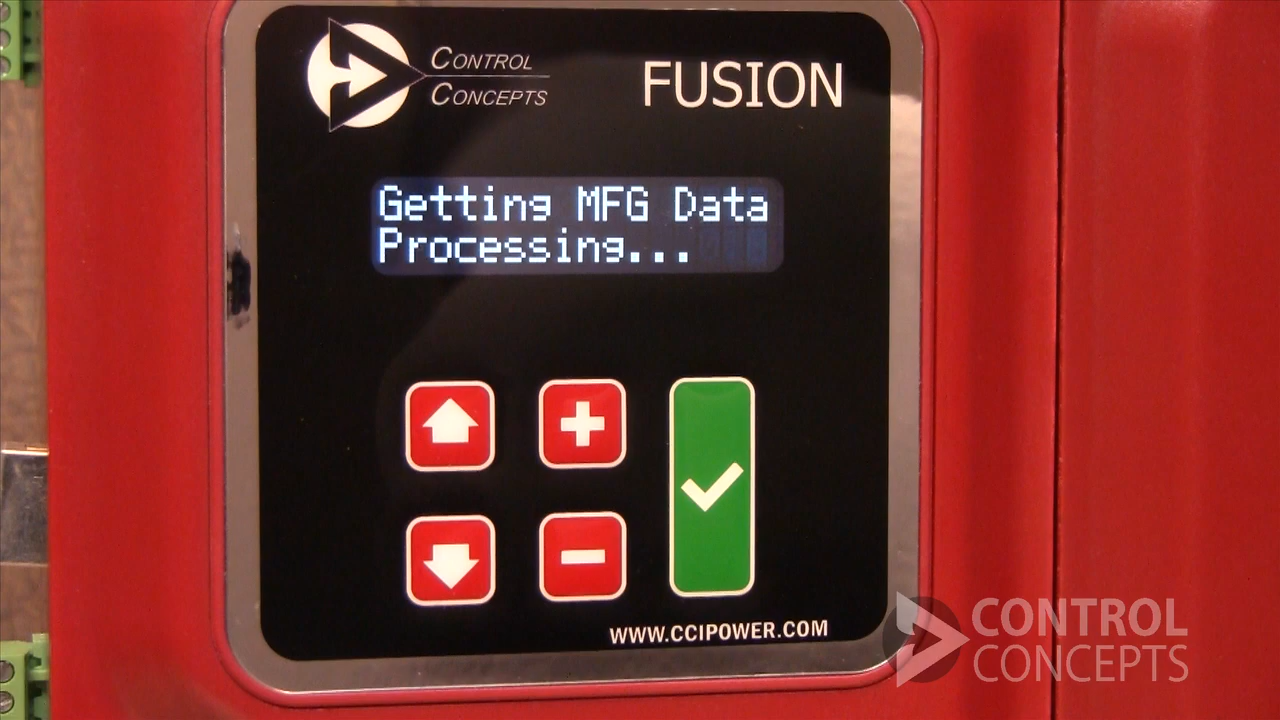 CONTROL
CONCEPTS
FUSION
Getting MFG Data
Processing...
WWW.CCIPOWER.COM
CONTROL
CONCEPTS